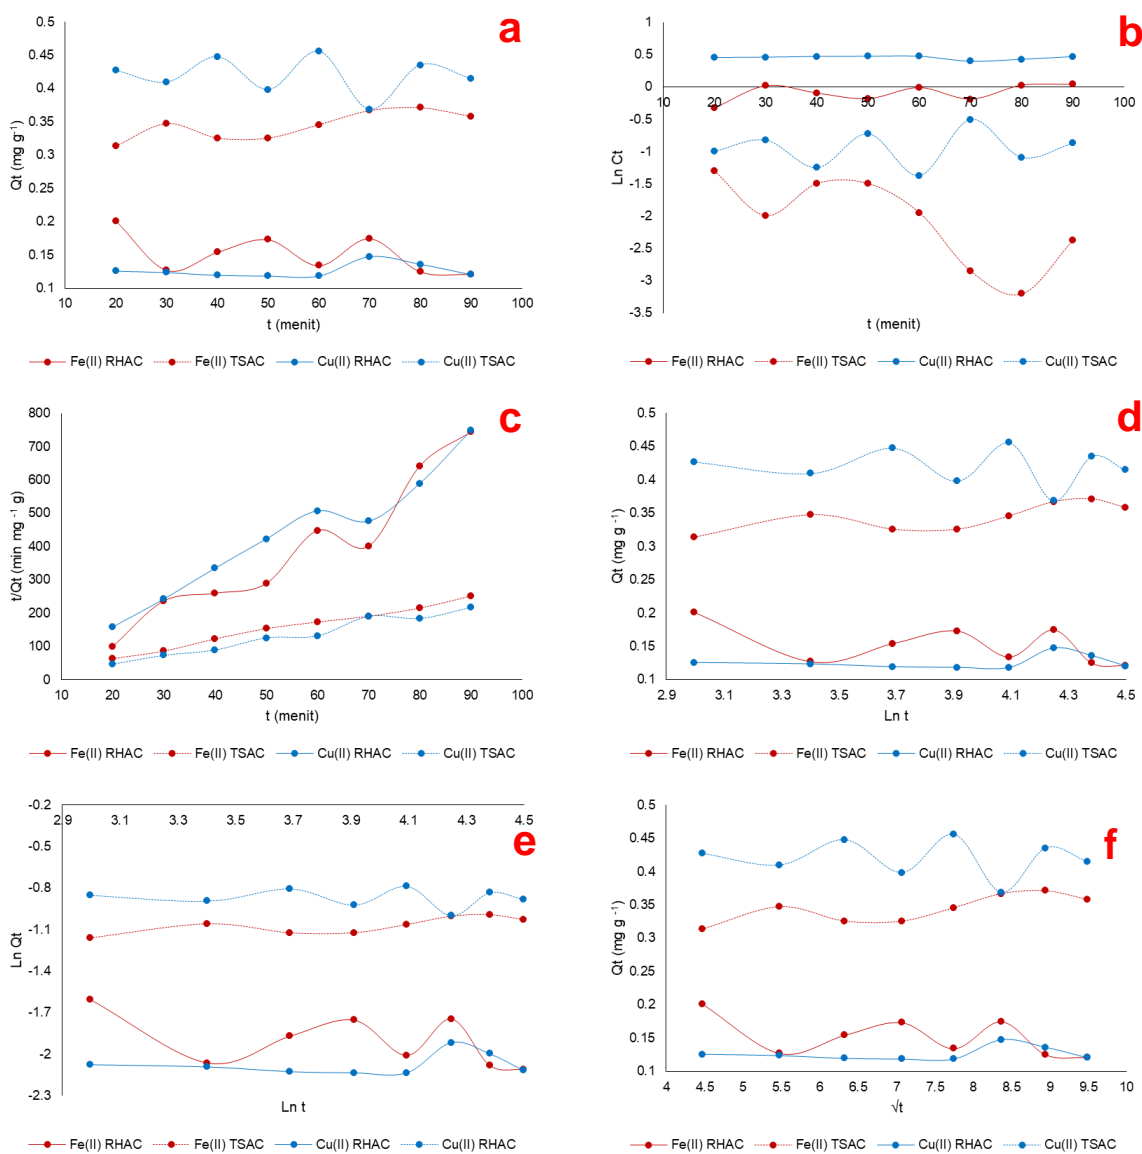 a
0.5
0.45
0.4
0.35
0.3
0.25
0.2
0.15
0.1
Qt (mg g ⁻¹)
10 20 30 40 50 60 70 80 90 100
t (menit)
Fe(II) RHAC Fe(II) TSAC Cu(II) RHAC Cu(II) TSAC
b
1
0.5
0
-0.5
-1
-1.5
-2
-2.5
-3
-3.5
Ln Ct
10 20 30 40 50 60 70 80 90 100
t (menit)
Fe(II) RHAC Fe(II) TSAC Cu(II) RHAC Cu(II) TSAC
c
800
700
600
500
400
300
200
100
0
t/Qt (min mg ⁻¹ g)
10 20 30 40 50 60 70 80 90 100
t (menit)
Fe(II) RHAC Fe(II) TSAC Cu(II) RHAC Cu(II) TSAC
d
0.5
0.45
0.4
0.35
0.3
0.25
0.2
0.15
0.1
Qt (mg g ⁻¹)
2.9 3.1 3.3 3.5 3.7 3.9 4.1 4.3 4.5
Ln t
Fe(II) RHAC Fe(II) TSAC Cu(II) RHAC Cu(II) TSAC
e
-0.2
-0.5
-0.8
-1.1
-1.4
-1.7
-2
-2.3
Ln Qt
2.9 3.1 3.3 3.5 3.7 3.9 4.1 4.3 4.5
Ln t
Fe(II) RHAC Fe(II) TSAC Cu(II) RHAC Cu(II) RHAC
f
0.5
0.45
0.4
0.35
0.3
0.25
0.2
0.15
0.1
Qt (mg g ⁻¹)
4 4.5 5 5.5 6 6.5 7 7.5 8 8.5 9 9.5 10
√t
Fe(II) RHAC Fe(II) TSAC Cu(II) RHAC Cu(II) TSAC